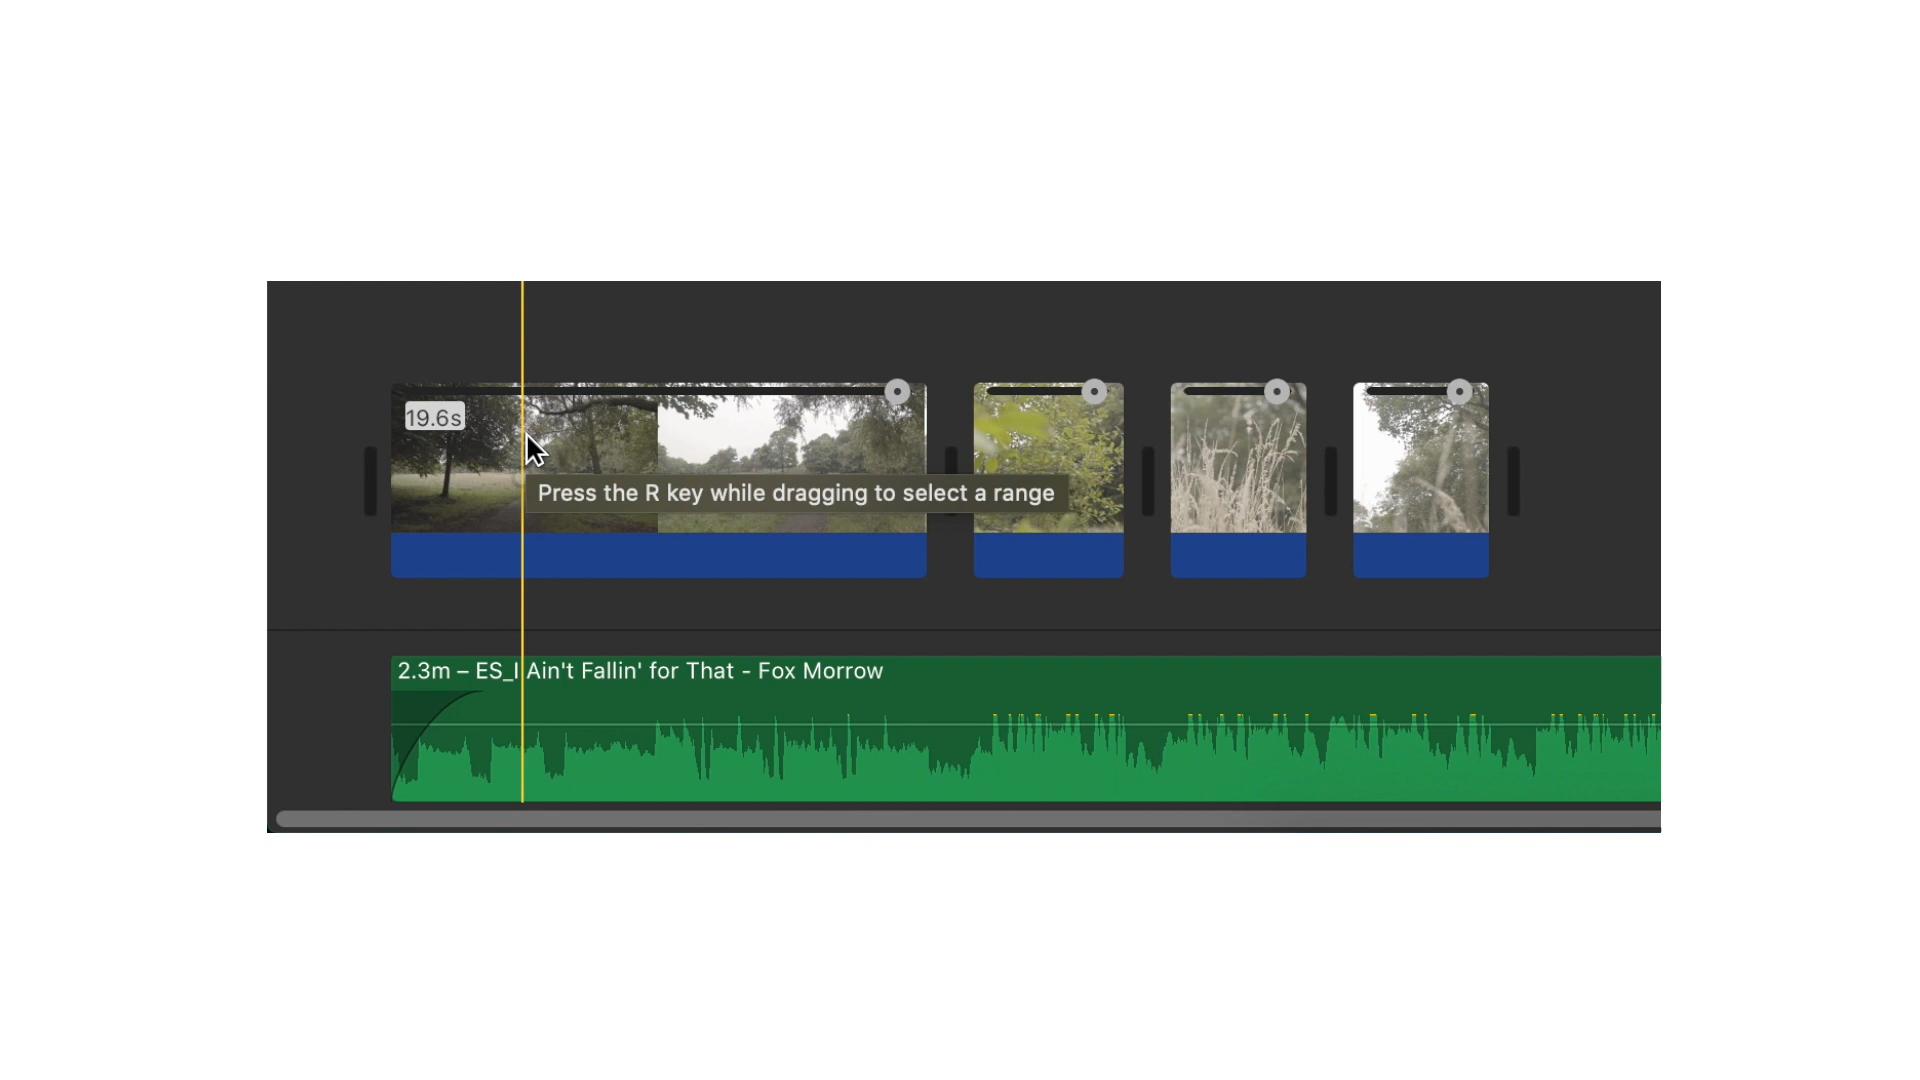 19.6s
Press the R key while dragging to select a range
2.3m – ES_I Ain't Fallin' for That - Fox Morrow